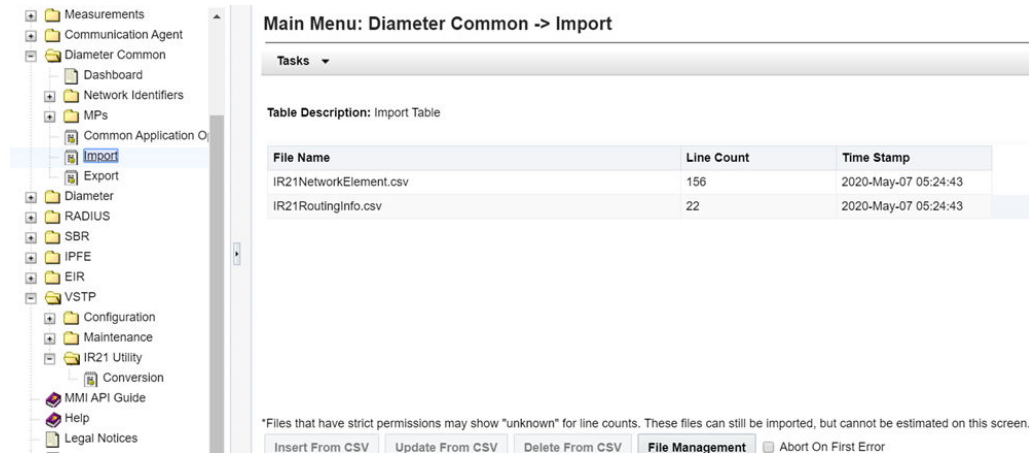 Measurements
Communication Agent
Diameter Common
Dashboard
Network Identifiers
MPs
Common Application
Import
Export
Diameter
RADIUS
SBR
IPFE
EIR
VSTP
Configuration
Maintenance
IR21 Utility
Conversion
MMI API Guide
Help
Legal Notices
Main Menu: Diameter Common -> Import
Tasks
Table Description: Import Table
File Name Line Count Time Stamp
IR21NetworkElement.csv 156 2020-May-07 05:24:43
IR21RoutingInfo.csv 22 2020-May-07 05:24:43
*Files that have strict permissions may show "unknown" for line counts. These files can still be imported, but cannot be estimated on this screen.
Insert From CSV Update From CSV Delete From CSV File Management Abort On First Error